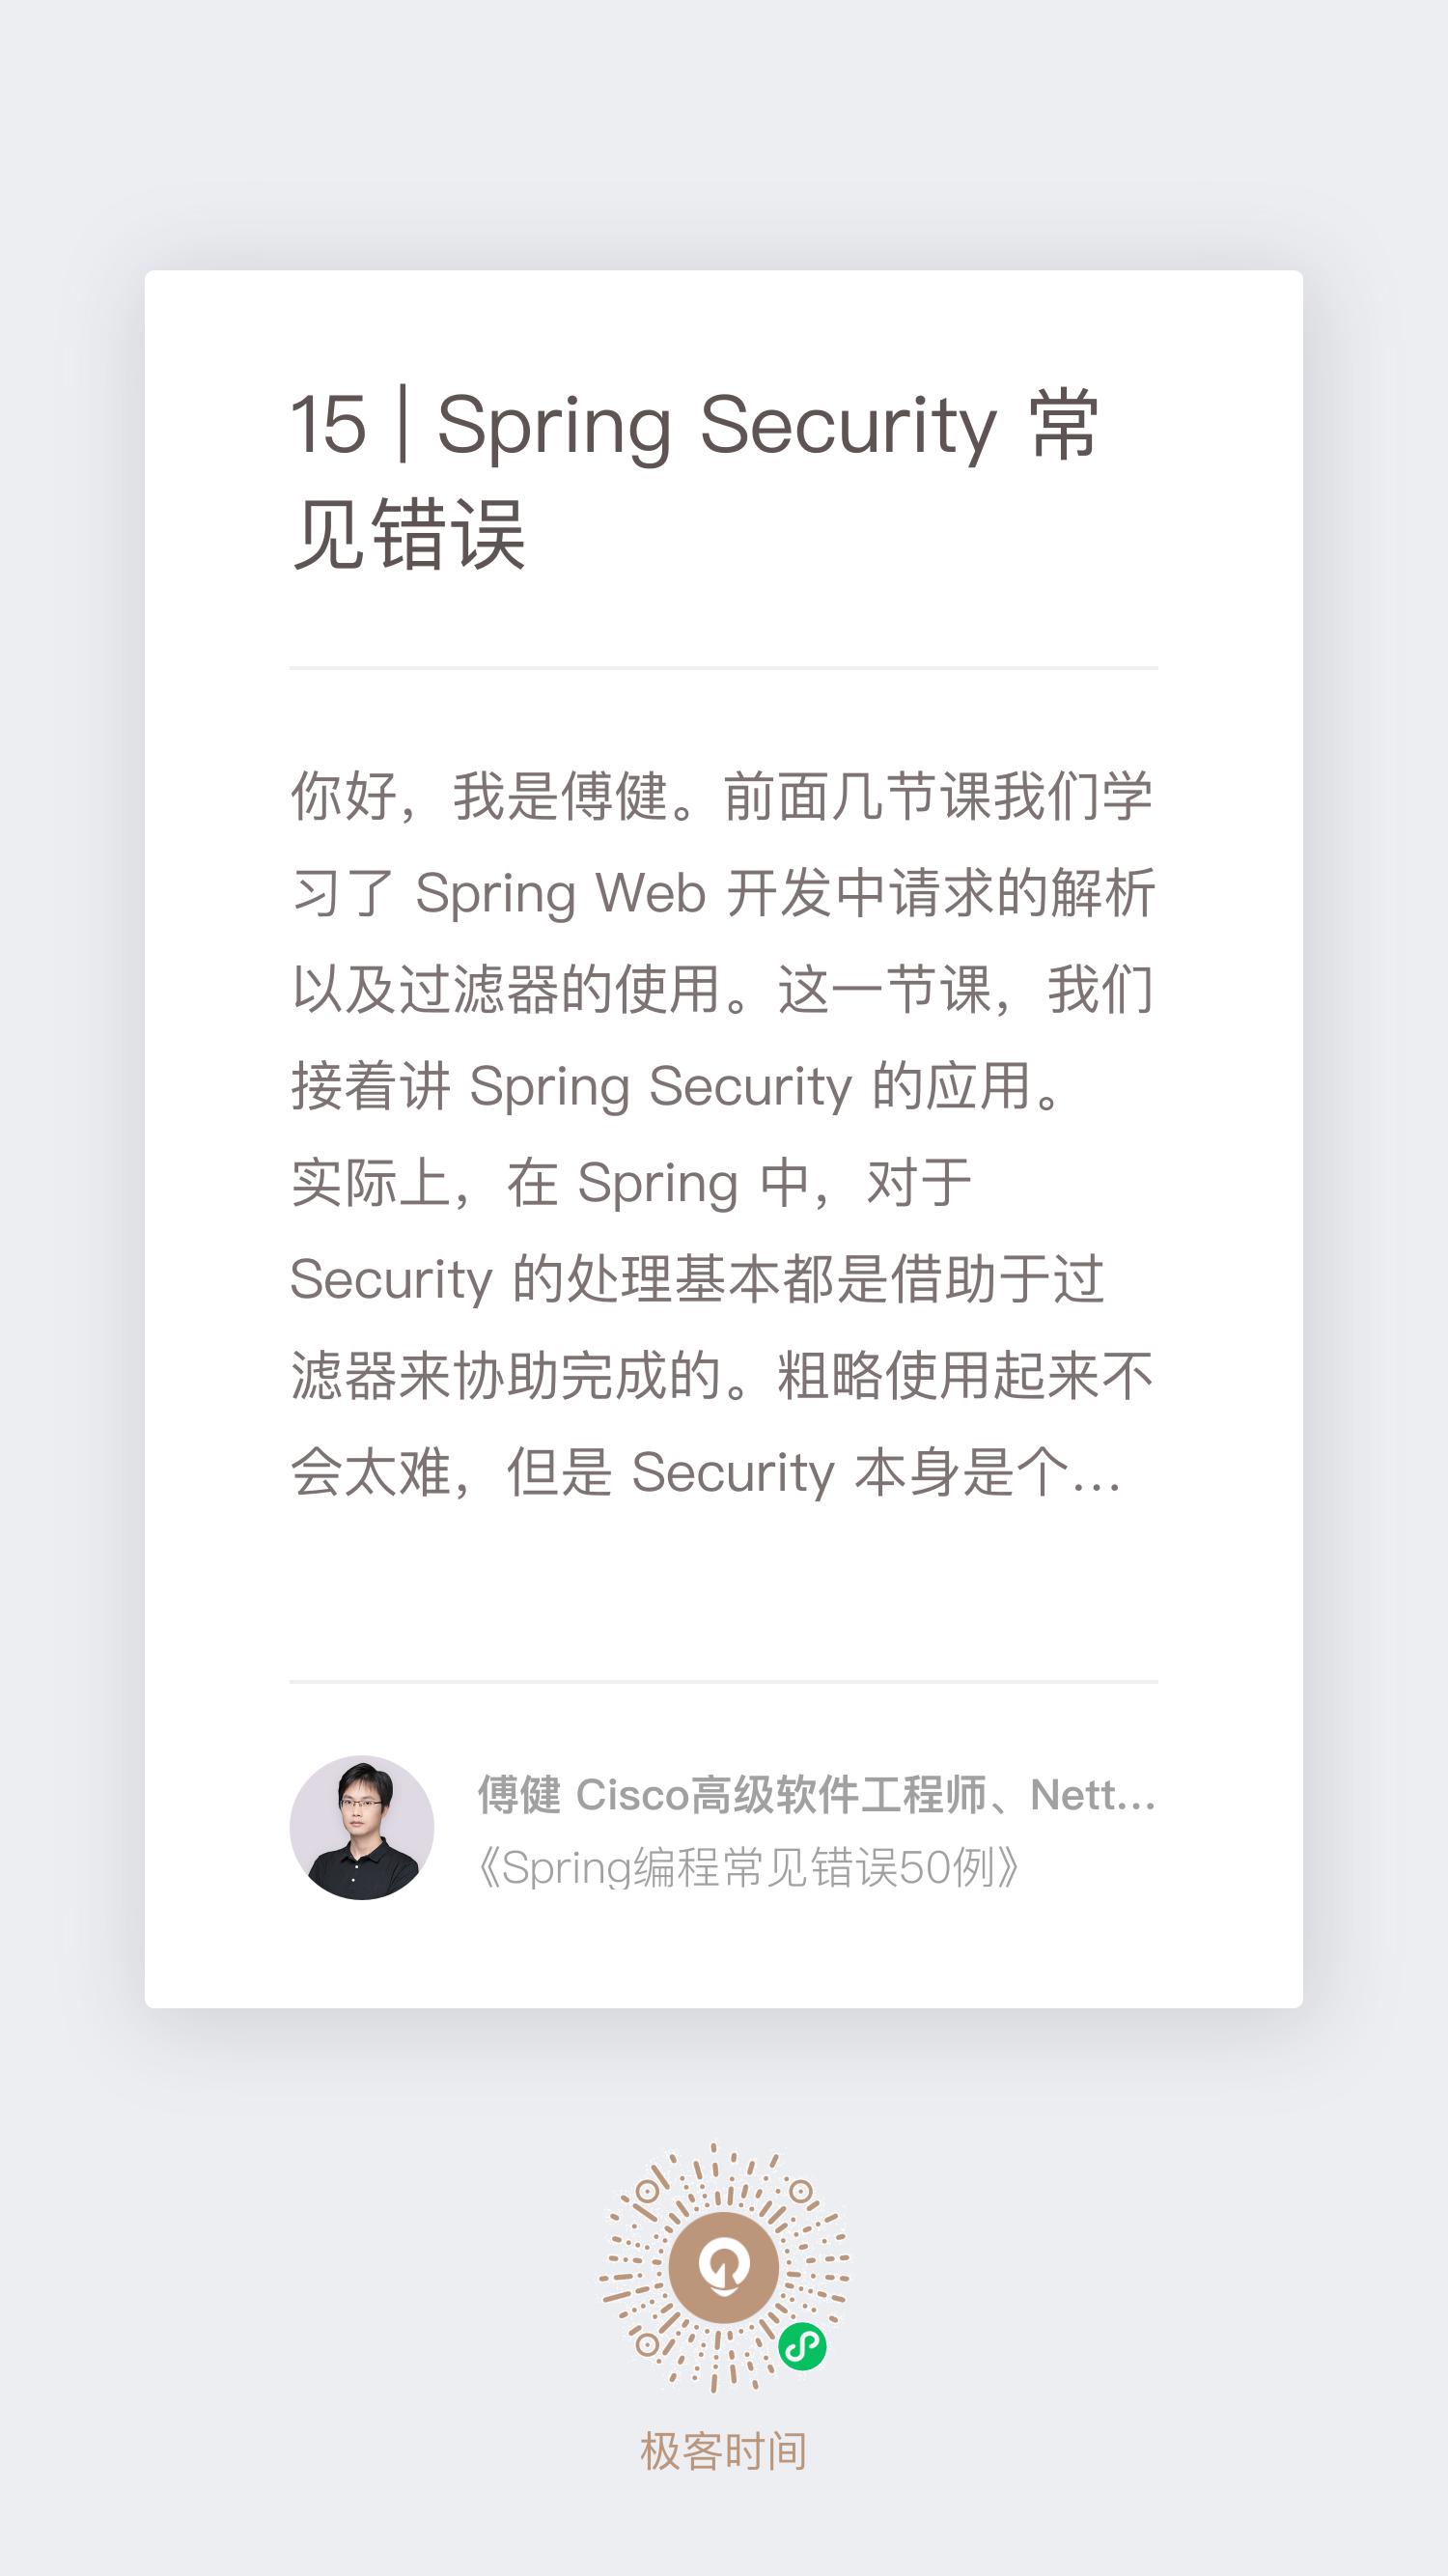 15 | Spring Security 常
见错误
你好，我是傅健。前面几节课我们学
习了 Spring Web 开发中请求的解析
以及过滤器的使用。这一节课，我们
接着讲 Spring Security 的应用。
实际上，在 Spring 中，对于
Security 的处理基本都是借助于过
滤器来协助完成的。粗略使用起来不
会太难，但是 Security 本身是个...
傅健 Cisco高级软件工程师、Nett...
《Spring编程常见错误50例》
极客时间